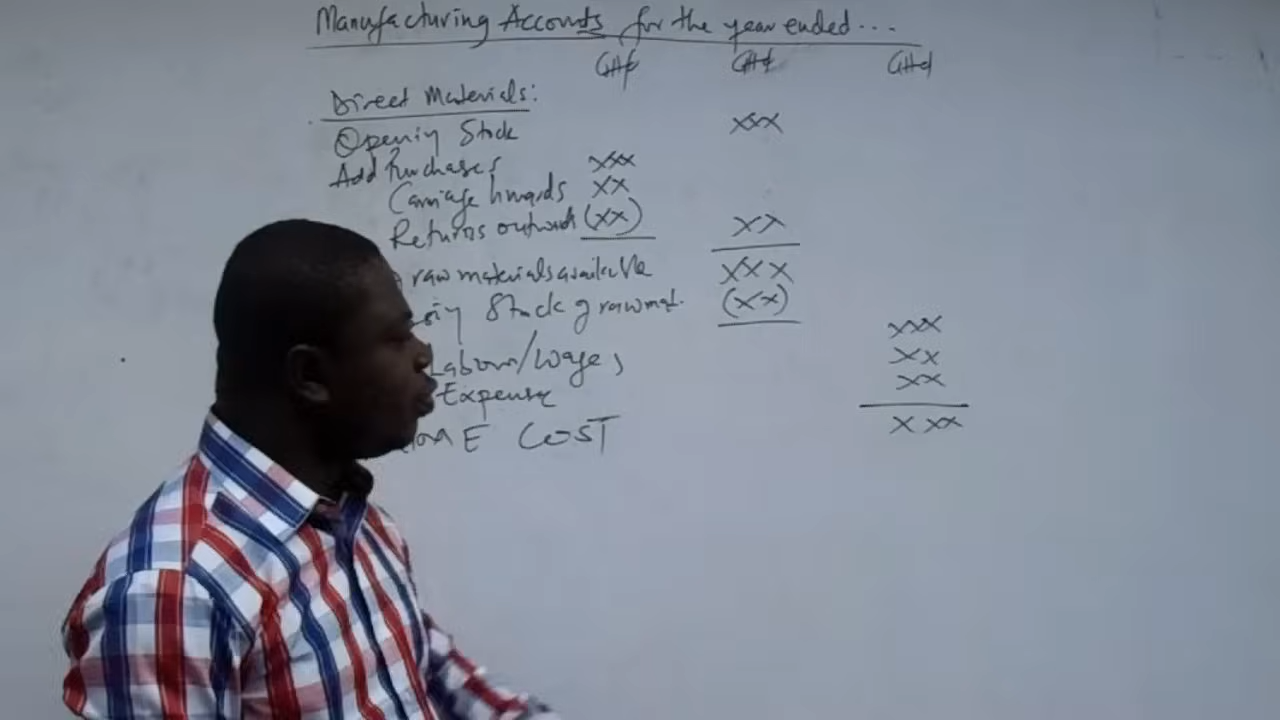 Manufacturing Accounts for the year ended...
GH¢ GH¢ GH¢
Direct Materials:
Opening Stock xxx
Add Purchases xxx
Carriage Inwards xx
Returns outwards (xx) xx
raw materials available xxx
Stock of raw mat. (xx)
xxx
Labour/Wages xx
Expense xx
COST xxx